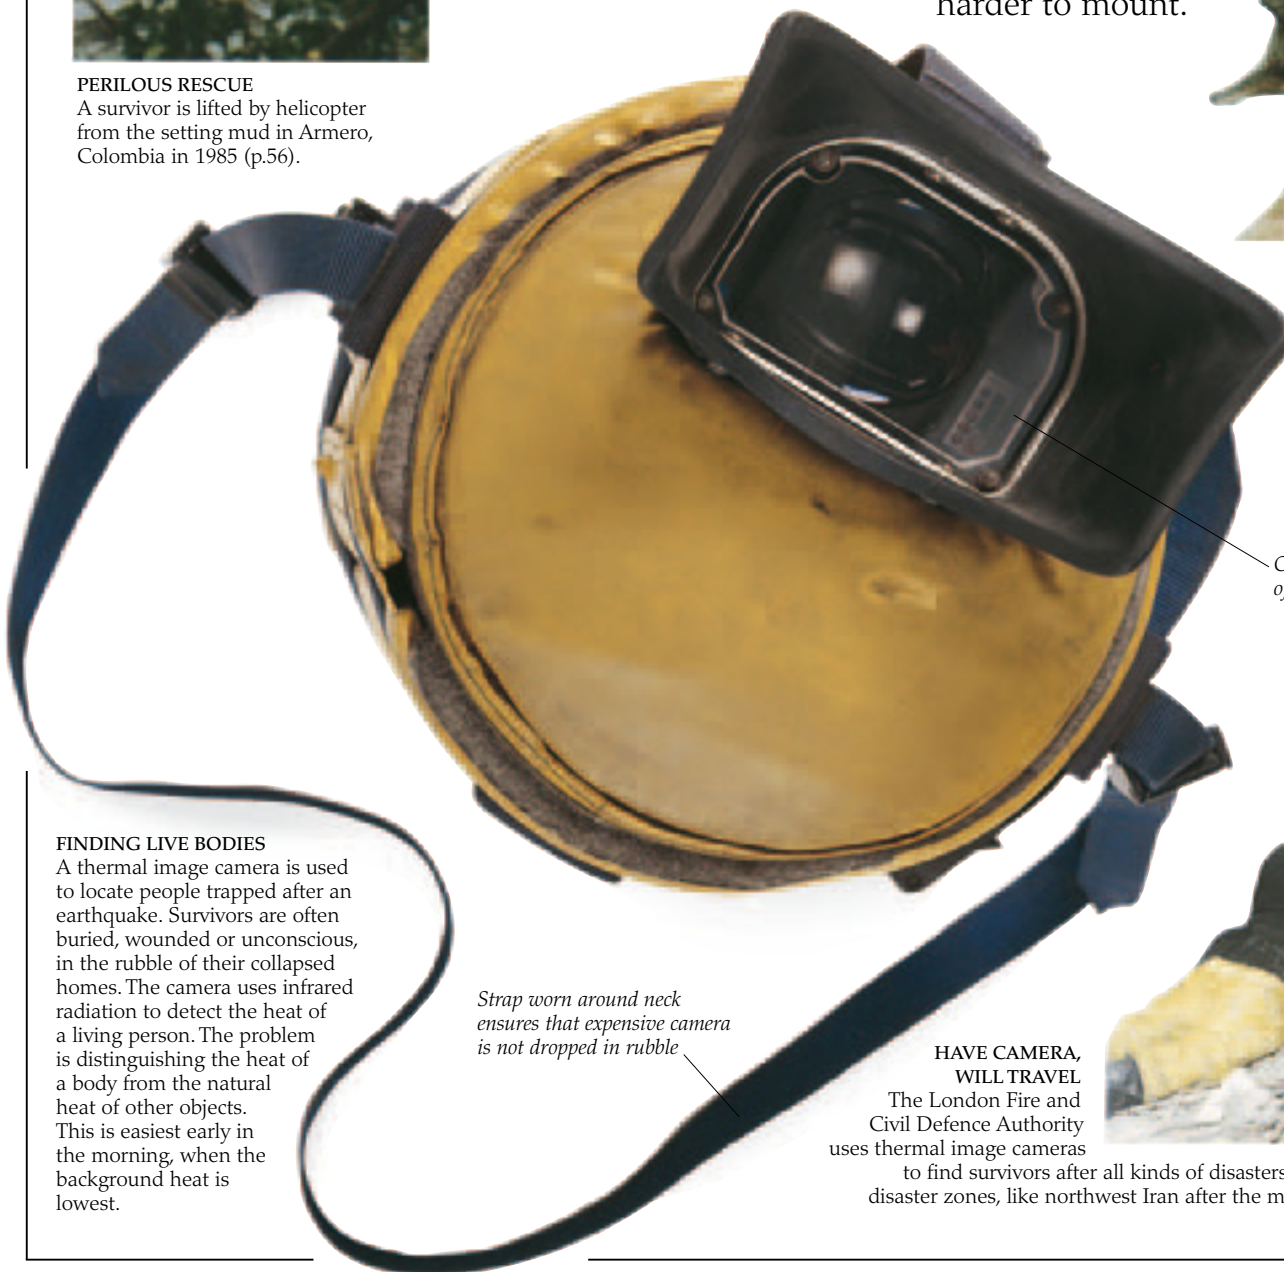 harder to mount.
PERILOUS RESCUE
A survivor is lifted by helicopter
from the setting mud in Armero,
Colombia in 1985 (p.56).
FINDING LIVE BODIES
A thermal image camera is used
to locate people trapped after an
earthquake. Survivors are often
buried, wounded or unconscious,
in the rubble of their collapsed
homes. The camera uses infrared
radiation to detect the heat of
a living person. The problem
is distinguishing the heat of
a body from the natural
heat of other objects.
This is easiest early in
the morning, when the
background heat is
lowest.
Strap worn around neck
ensures that expensive camera
is not dropped in rubble
HAVE CAMERA,
WILL TRAVEL
The London Fire and
Civil Defence Authority
uses thermal image cameras
to find survivors after all kinds of disasters
disaster zones, like northwest Iran after the m